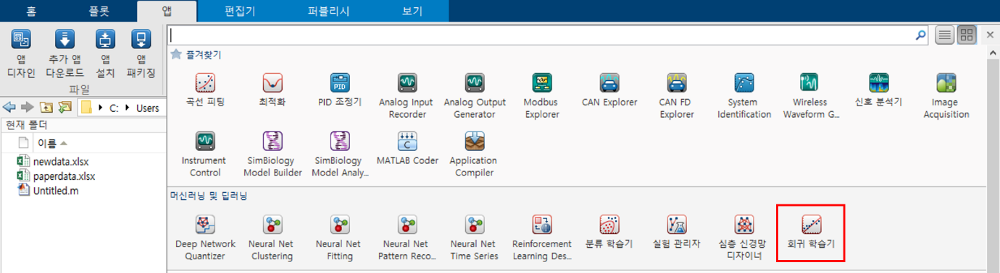 홈 플롯 앱 편집기 퍼블리시 보기
앱 디자인
추가 앱 다운로드
앱 설치
앱 패키징
파일
C: Users
현재 폴더
이름
newdata.xlsx
paperdata.xlsx
Untitled.m
즐겨찾기
곡선 피팅
최적화
PID
PID 조정기
Analog Input Recorder
Analog Output Generator
Modbus Explorer
CAN Explorer
CAN FD Explorer
System Identification
Wireless Waveform G...
신호 분석기
Image Acquisition
Instrument Control
SimBiology Model Builder
SimBiology Model Analy...
C
MATLAB Coder
Application Compiler
머신러닝 및 딥러닝
Deep Network Quantizer
Neural Net Clustering
Neural Net Fitting
Neural Net Pattern Reco...
Neural Net Time Series
Reinforcement Learning Des...
분류 학습기
실험 관리자
심층 신경망 디자이너
회귀 학습기